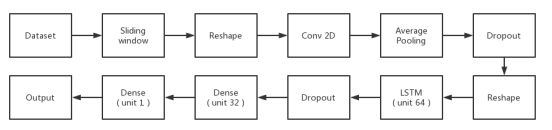 Dataset
Sliding
window
Reshape
Conv 2D
Average
Pooling
Dropout
Output
Dense
( unit 1 )
Dense
( unit 32 )
Dropout
LSTM
( unit 64 )
Reshape